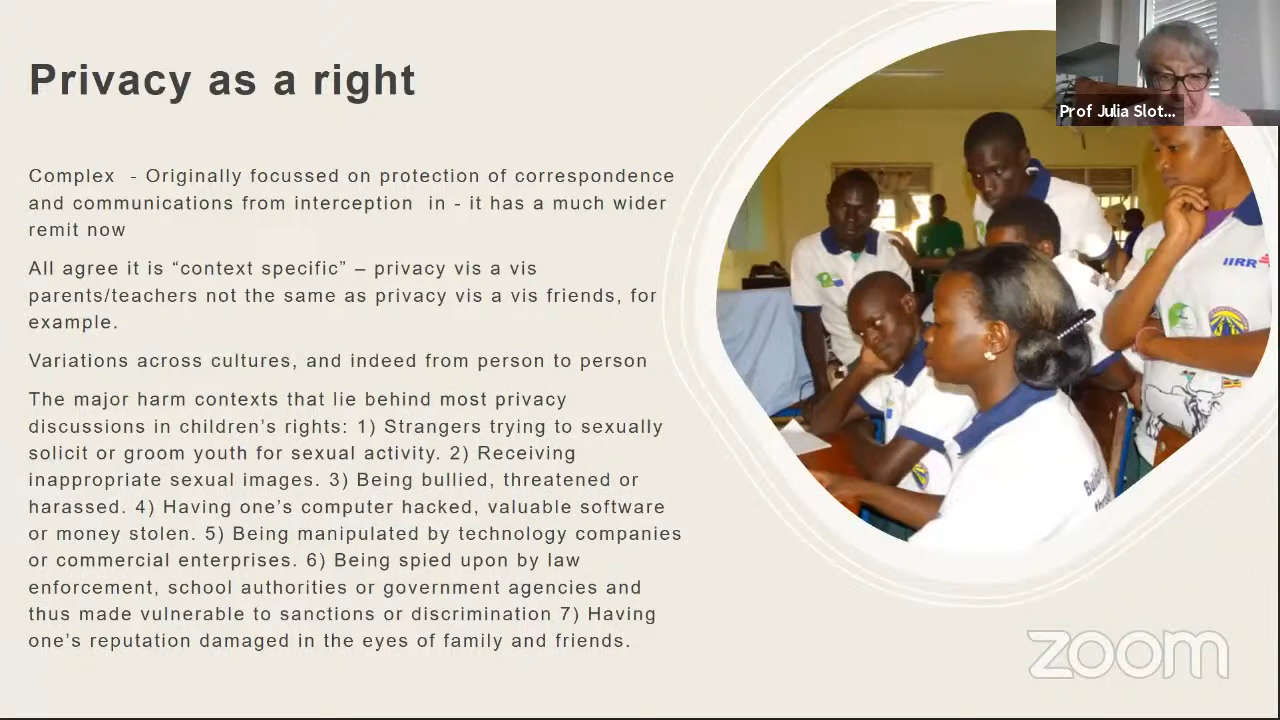 Privacy as a right
Complex - Originally focussed on protection of correspondence
and communications from interception in - it has a much wider
remit now
All agree it is “context specific” – privacy vis a vis
parents/teachers not the same as privacy vis a vis friends, for
example.
Variations across cultures, and indeed from person to person
The major harm contexts that lie behind most privacy
discussions in children’s rights: 1) Strangers trying to sexually
solicit or groom youth for sexual activity. 2) Receiving
inappropriate sexual images. 3) Being bullied, threatened or
harassed. 4) Having one’s computer hacked, valuable software
or money stolen. 5) Being manipulated by technology companies
or commercial enterprises. 6) Being spied upon by law
enforcement, school authorities or government agencies and
thus made vulnerable to sanctions or discrimination 7) Having
one’s reputation damaged in the eyes of family and friends.
Prof Julia Slot...
IIRR
zoom